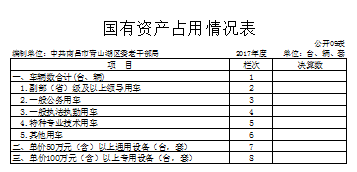 国有资产占用情况表
公开09表
编制单位：中共南昌市青山湖区委老干部局 2017年度 单位：台、辆、套
项 目 栏次 决算数
一、车辆数合计(台、辆) 1
1.副部（省）级及以上领导用车 2
2.一般公务用车 3
3.一般执法执勤用车 4
4.特种专业技术用车 5
5.其他用车 6
二、单价50万元（含）以上通用设备（台，套） 7
三、单价100万元（含）以上专用设备（台，套） 8